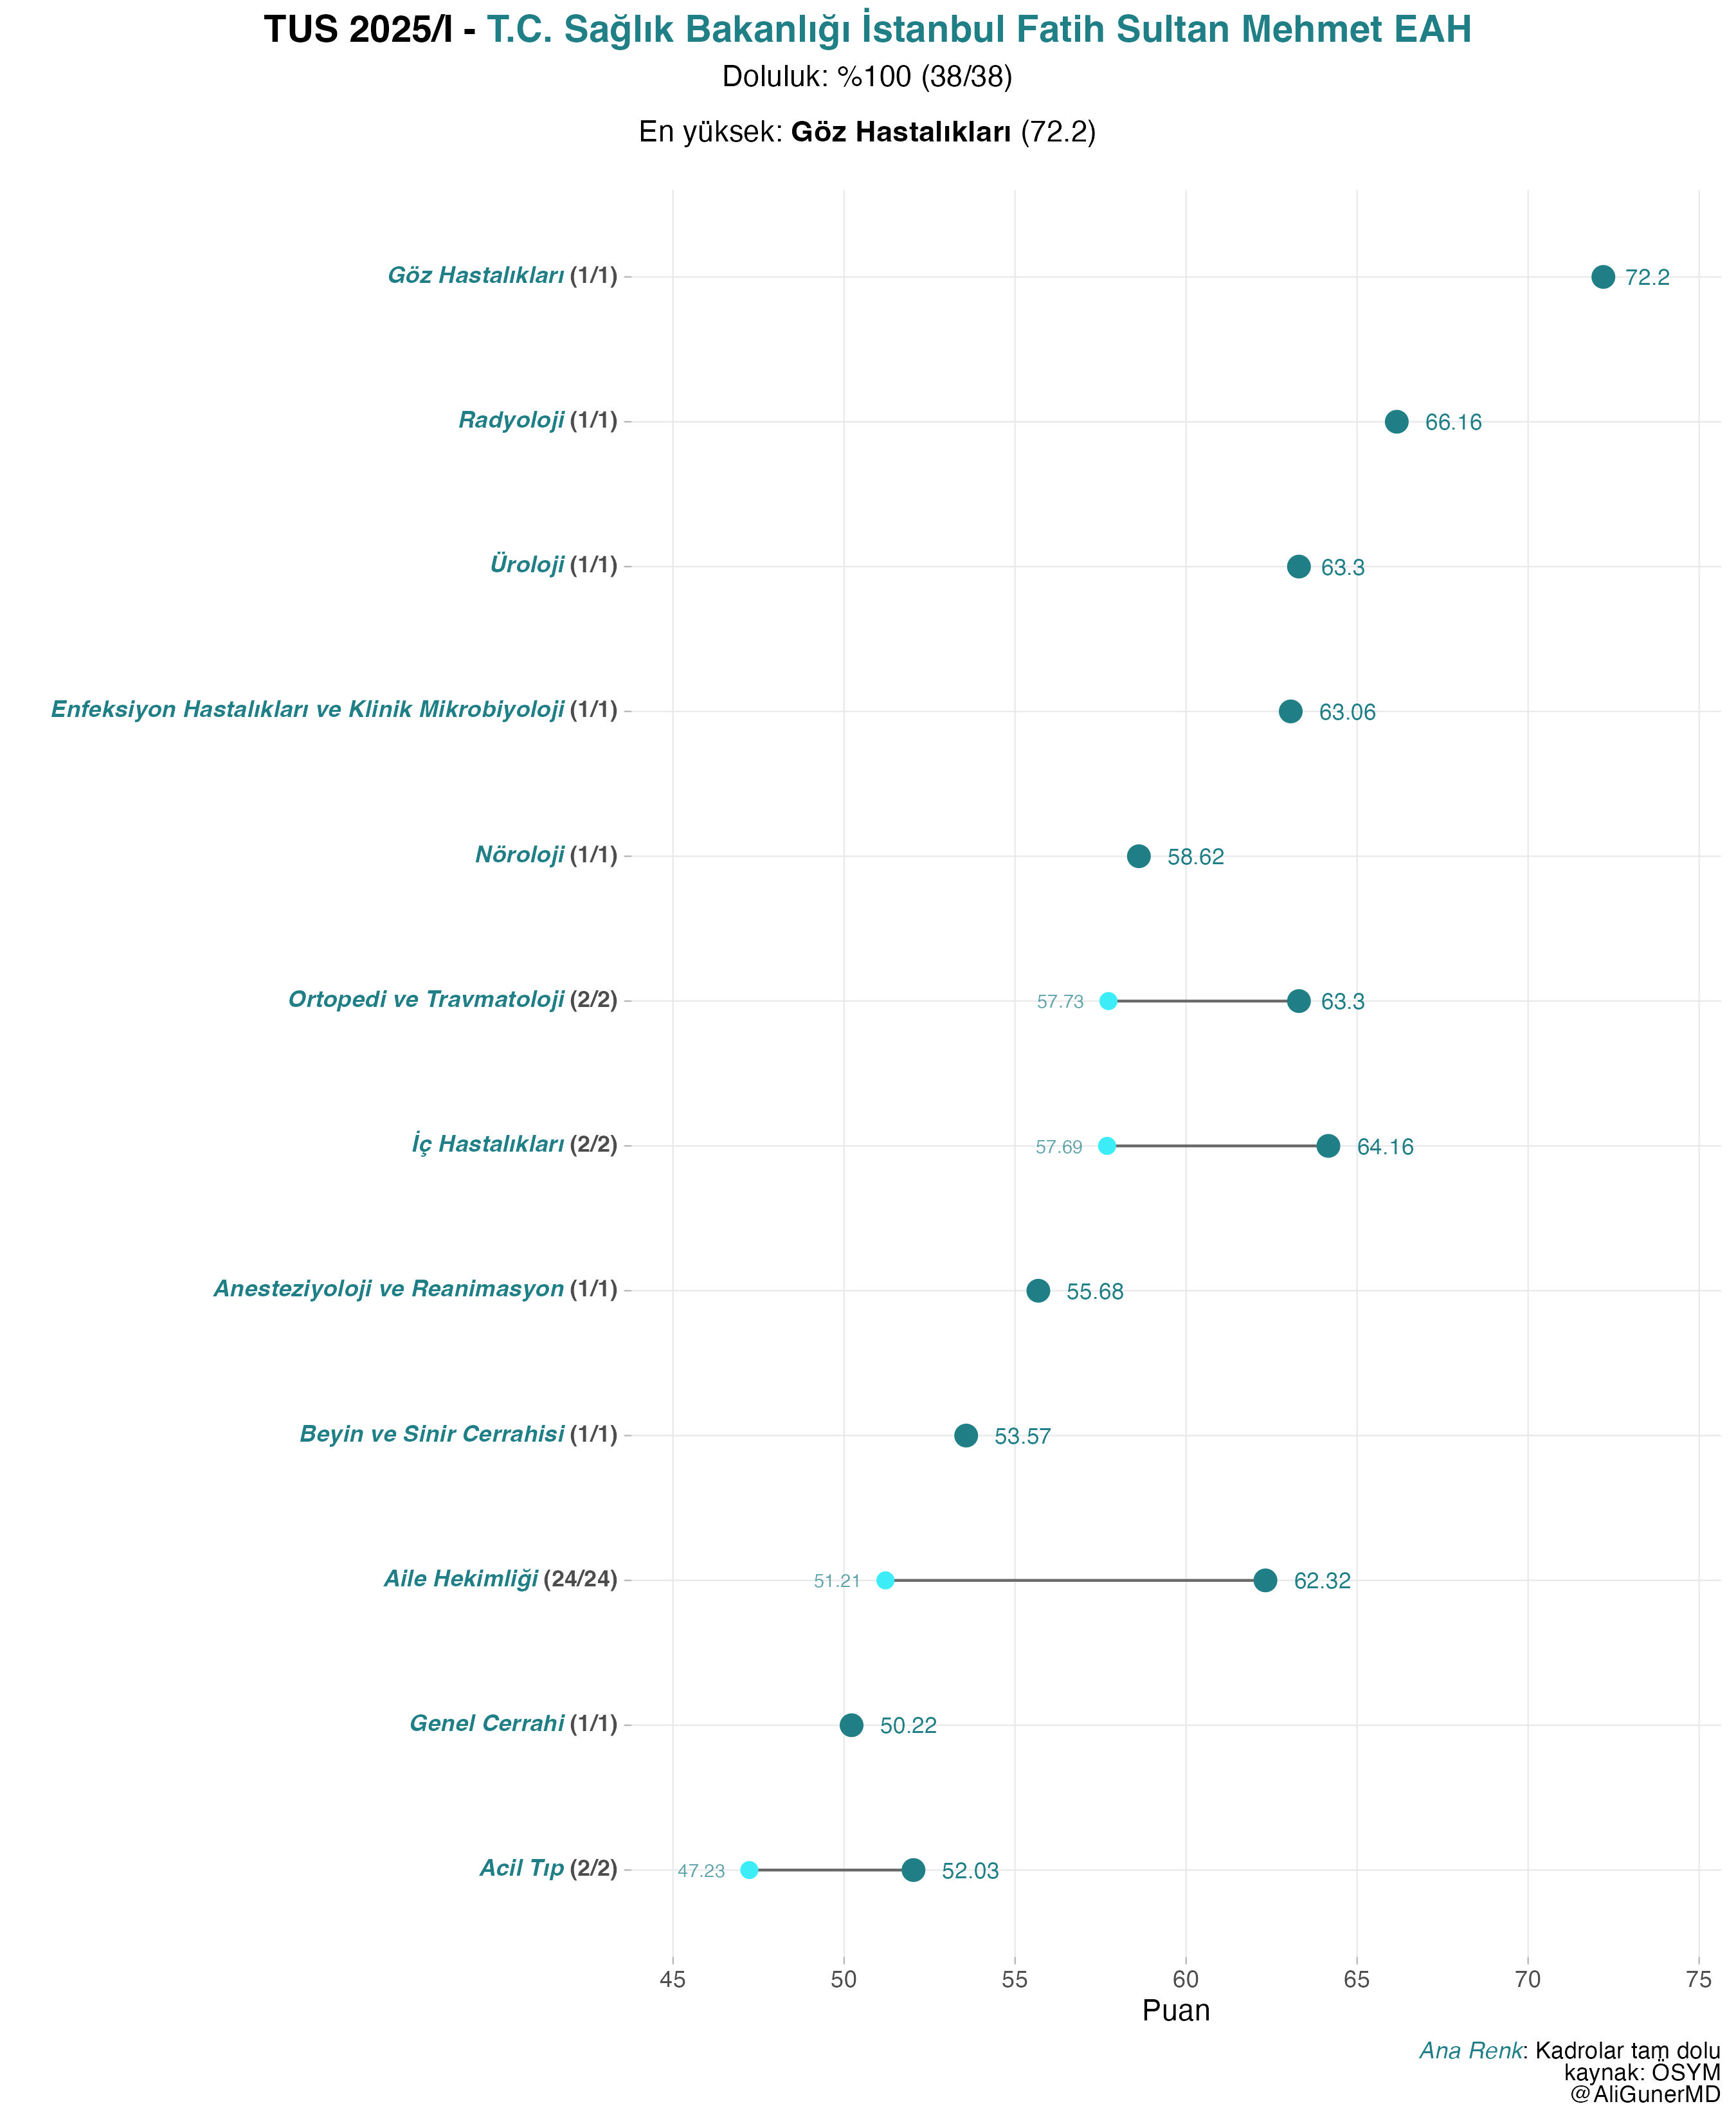 TUS 2025/I - T.C. Sağlık Bakanlığı İstanbul Fatih Sultan Mehmet EAH
Doluluk: %100 (38/38)
En yüksek: Göz Hastalıkları (72.2)
Göz Hastalıkları (1/1) 72.2
Radyoloji (1/1) 66.16
Üroloji (1/1) 63.3
Enfeksiyon Hastalıkları ve Klinik Mikrobiyoloji (1/1) 63.06
Nöroloji (1/1) 58.62
Ortopedi ve Travmatoloji (2/2) 57.73 63.3
İç Hastalıkları (2/2) 57.69 64.16
Anesteziyoloji ve Reanimasyon (1/1) 55.68
Beyin ve Sinir Cerrahisi (1/1) 53.57
Aile Hekimliği (24/24) 51.21 62.32
Genel Cerrahi (1/1) 50.22
Acil Tıp (2/2) 47.23 52.03
45 50 55 60 65 70 75
Puan
Ana Renk: Kadrolar tam dolu
kaynak: ÖSYM
@AliGunerMD